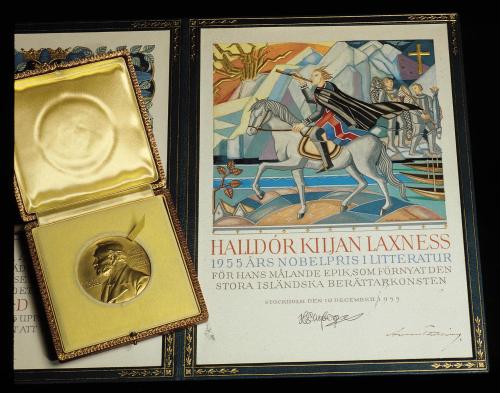 HALLDÓR KILJAN LAXNESS
1955 ÅRS NOBELPRIS I LITTERATUR
FÖR HANS MÅLANDE EPIK, SOM FÖRNYAT DEN
STORA ISLÄNDSKA BERÄTTARKONSTEN
STOCKHOLM DEN 10 DECEMBER 1955